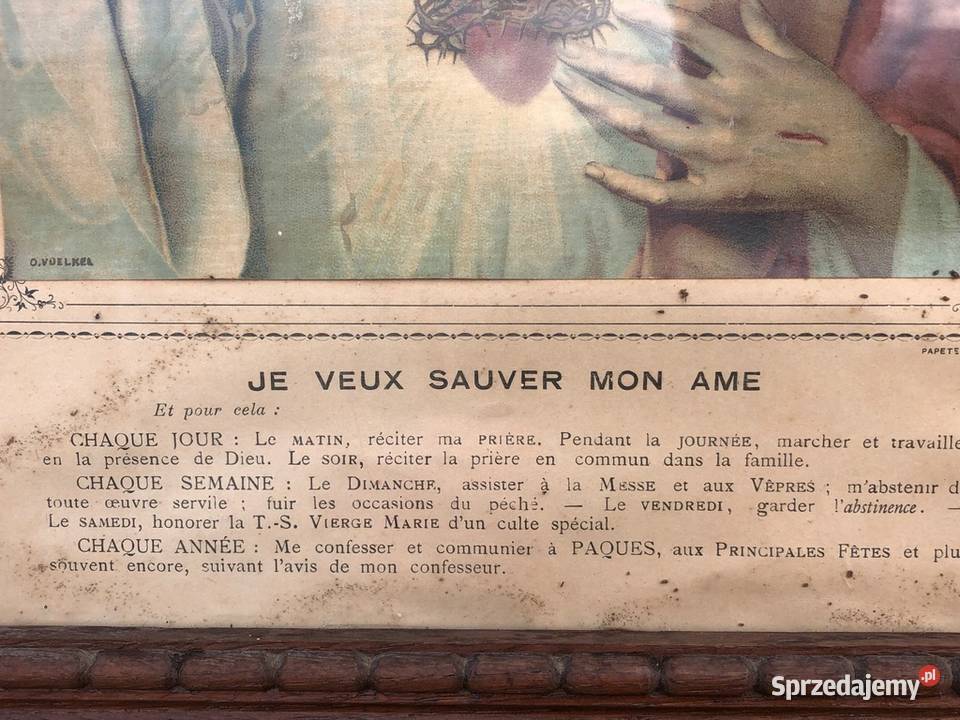 O. VOELKEL
PAPETE
JE VEUX SAUVER MON AME
Et pour cela :
CHAQUE JOUR : Le MATIN, réciter ma PRIÈRE. Pendant la JOURNÉE, marcher et travaille
en la présence de Dieu. Le SOIR, réciter la prière en commun dans la famille.
CHAQUE SEMAINE : Le DIMANCHE, assister à la MESSE et aux VÊPRES ; m'abstenir d
toute œuvre servile ; fuir les occasions du péché. — Le VENDREDI, garder l'abstinence. —
Le SAMEDI, honorer la T.-S. VIERGE MARIE d'un culte spécial.
CHAQUE ANNÉE : Me confesser et communier à PAQUES, aux PRINCIPALES FÊTES et plu
souvent encore, suivant l'avis de mon confesseur.
Sprzedajemy.pl